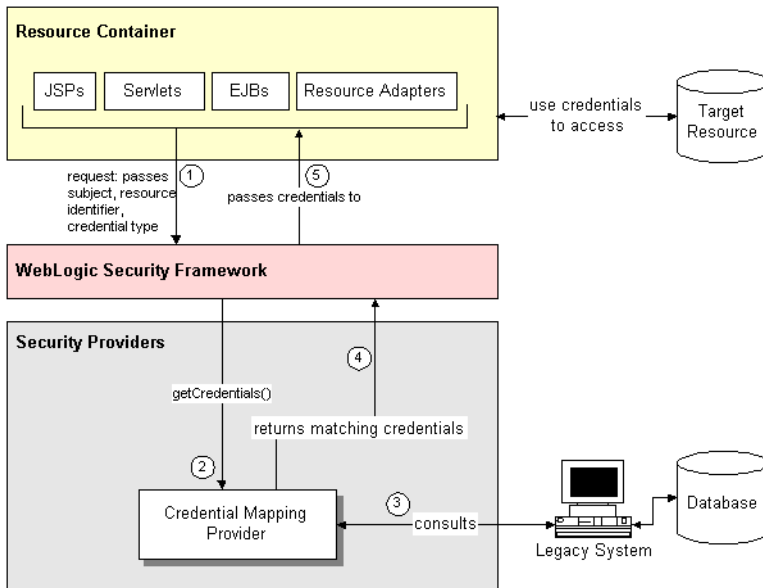 Resource Container
JSPs
Servlets
EJBs
Resource Adapters
use credentials
to access
Target
Resource
1
request: passes
subject, resource
identifier,
credential type
5
passes credentials to
WebLogic Security Framework
Security Providers
4
getCredentials()
returns matching credentials
2
Credential Mapping
Provider
3
consults
Legacy System
Database